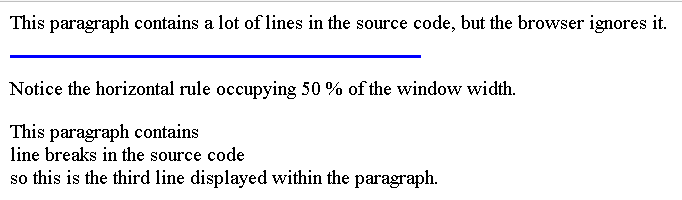 This paragraph contains a lot of lines in the source code, but the browser ignores it.
Notice the horizontal rule occupying 50 % of the window width.
This paragraph contains
line breaks in the source code
so this is the third line displayed within the paragraph.